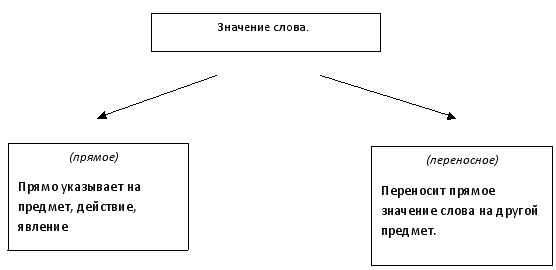 Значение слова.
(прямое)
Прямо указывает на
предмет, действие,
явление
(переносное)
Переносит прямое
значение слова на другой
предмет.